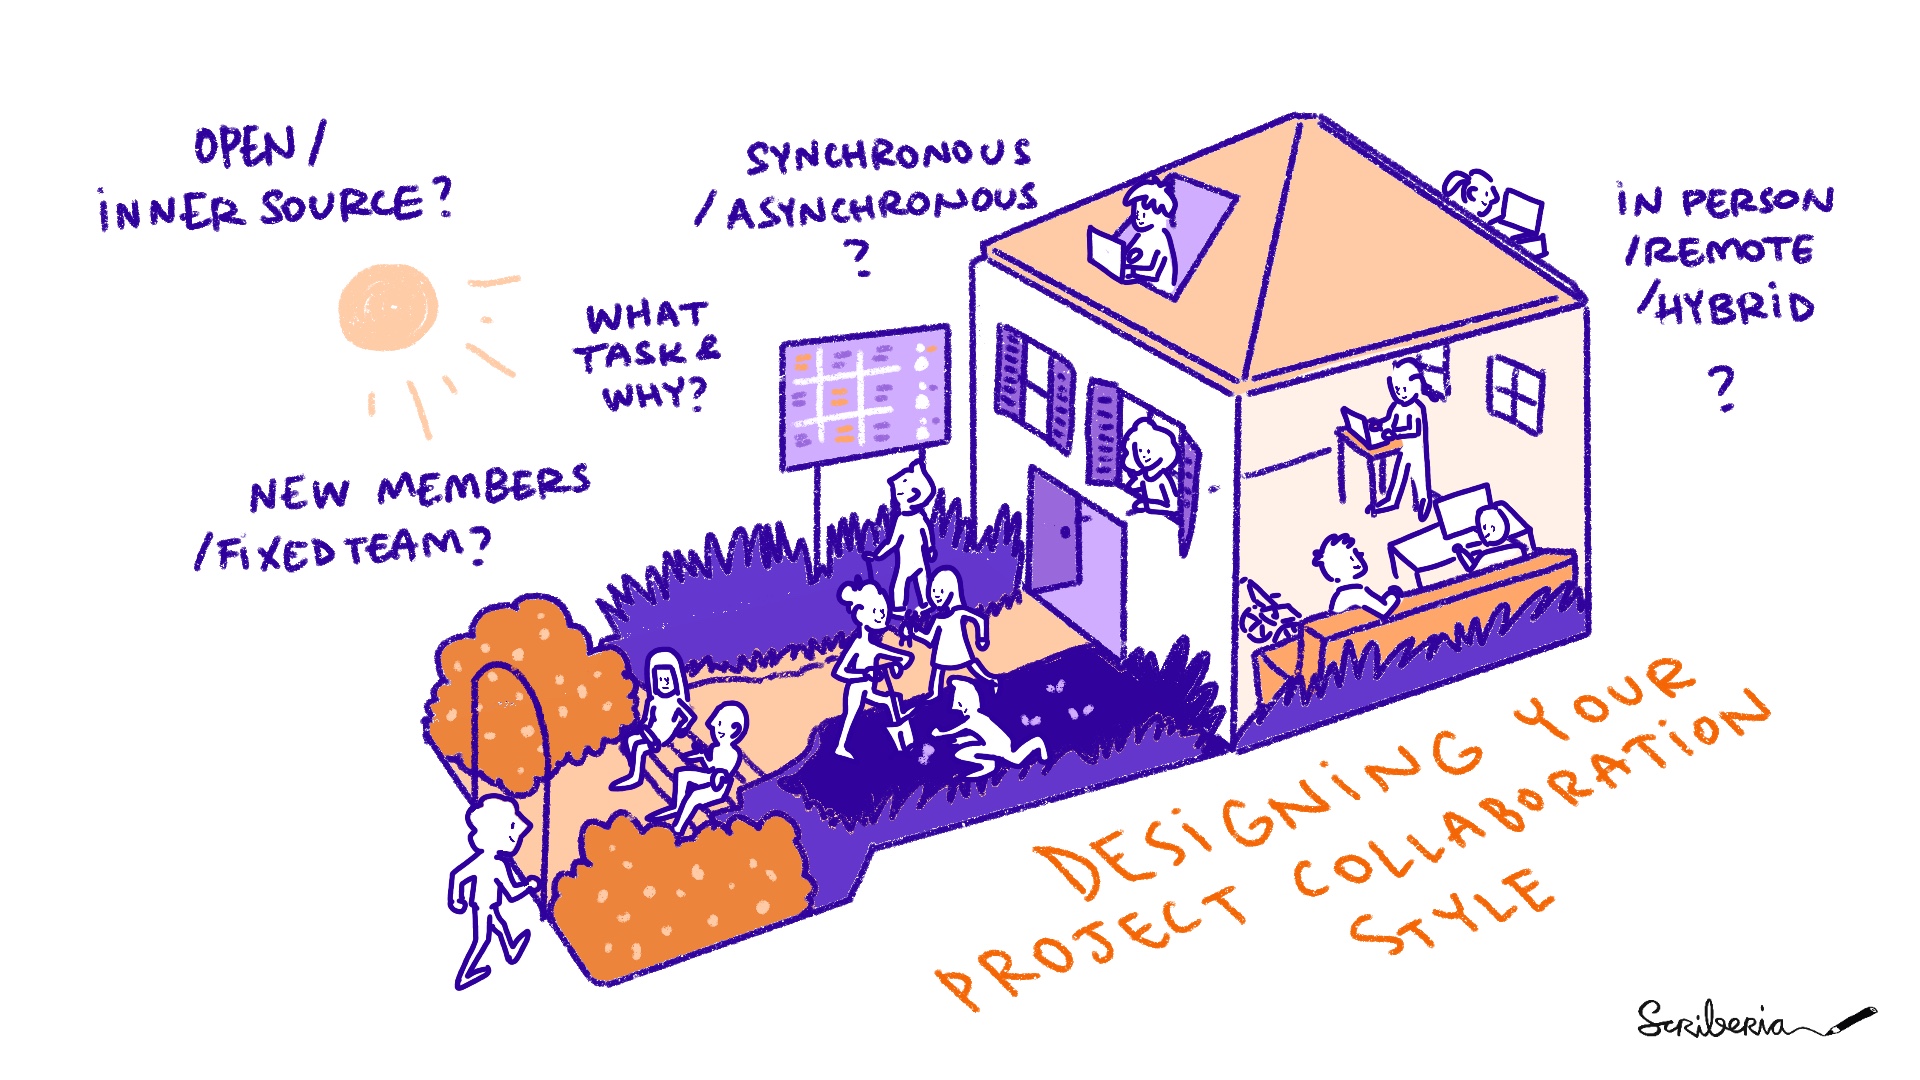 OPEN /
INNER SOURCE?
SYNCHRONOUS
/ ASYNCHRONOUS
?
IN PERSON
/REMOTE
/HYBRID
?
WHAT
TASK &
WHY?
NEW MEMBERS
/FIXED TEAM?
DESIGNING YOUR
PROJECT COLLABORATION
STYLE
Scriberia